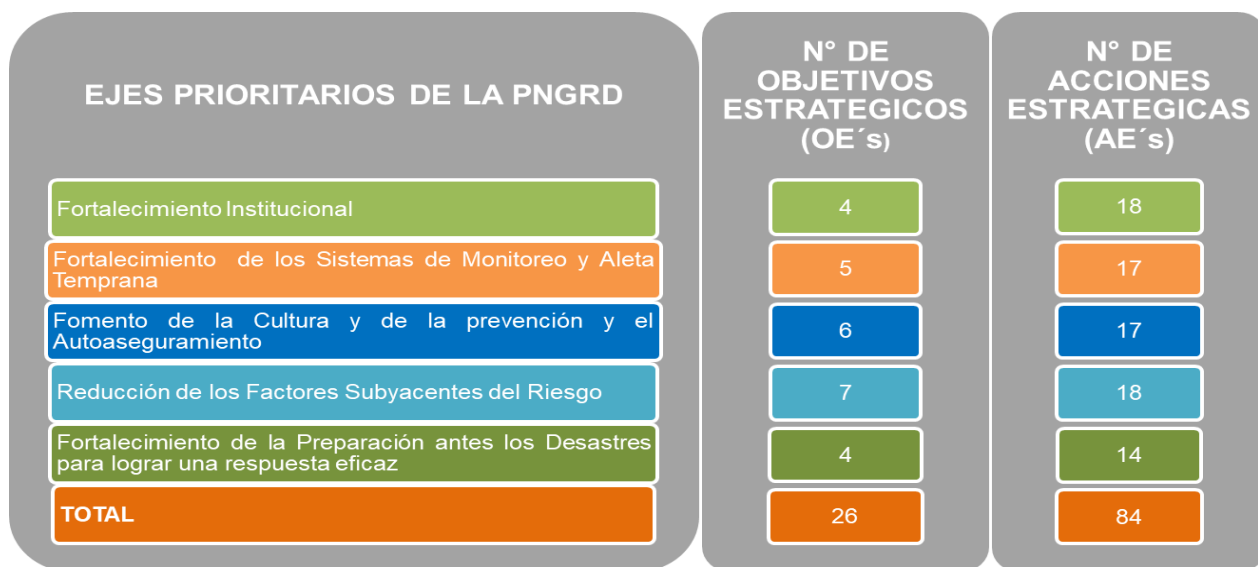 EJES PRIORITARIOS DE LA PNGRD
N° DE
OBJETIVOS
ESTRATEGICOS
(OE´s)
N° DE
ACCIONES
ESTRATEGICAS
(AE´s)
Fortalecimiento Institucional
4
18
Fortalecimiento de los Sistemas de Monitoreo y Aleta
Temprana
5
17
Fomento de la Cultura y de la prevención y el
Autoaseguramiento
6
17
Reducción de los Factores Subyacentes del Riesgo
7
18
Fortalecimiento de la Preparación antes los Desastres
para lograr una respuesta eficaz
4
14
TOTAL
26
84